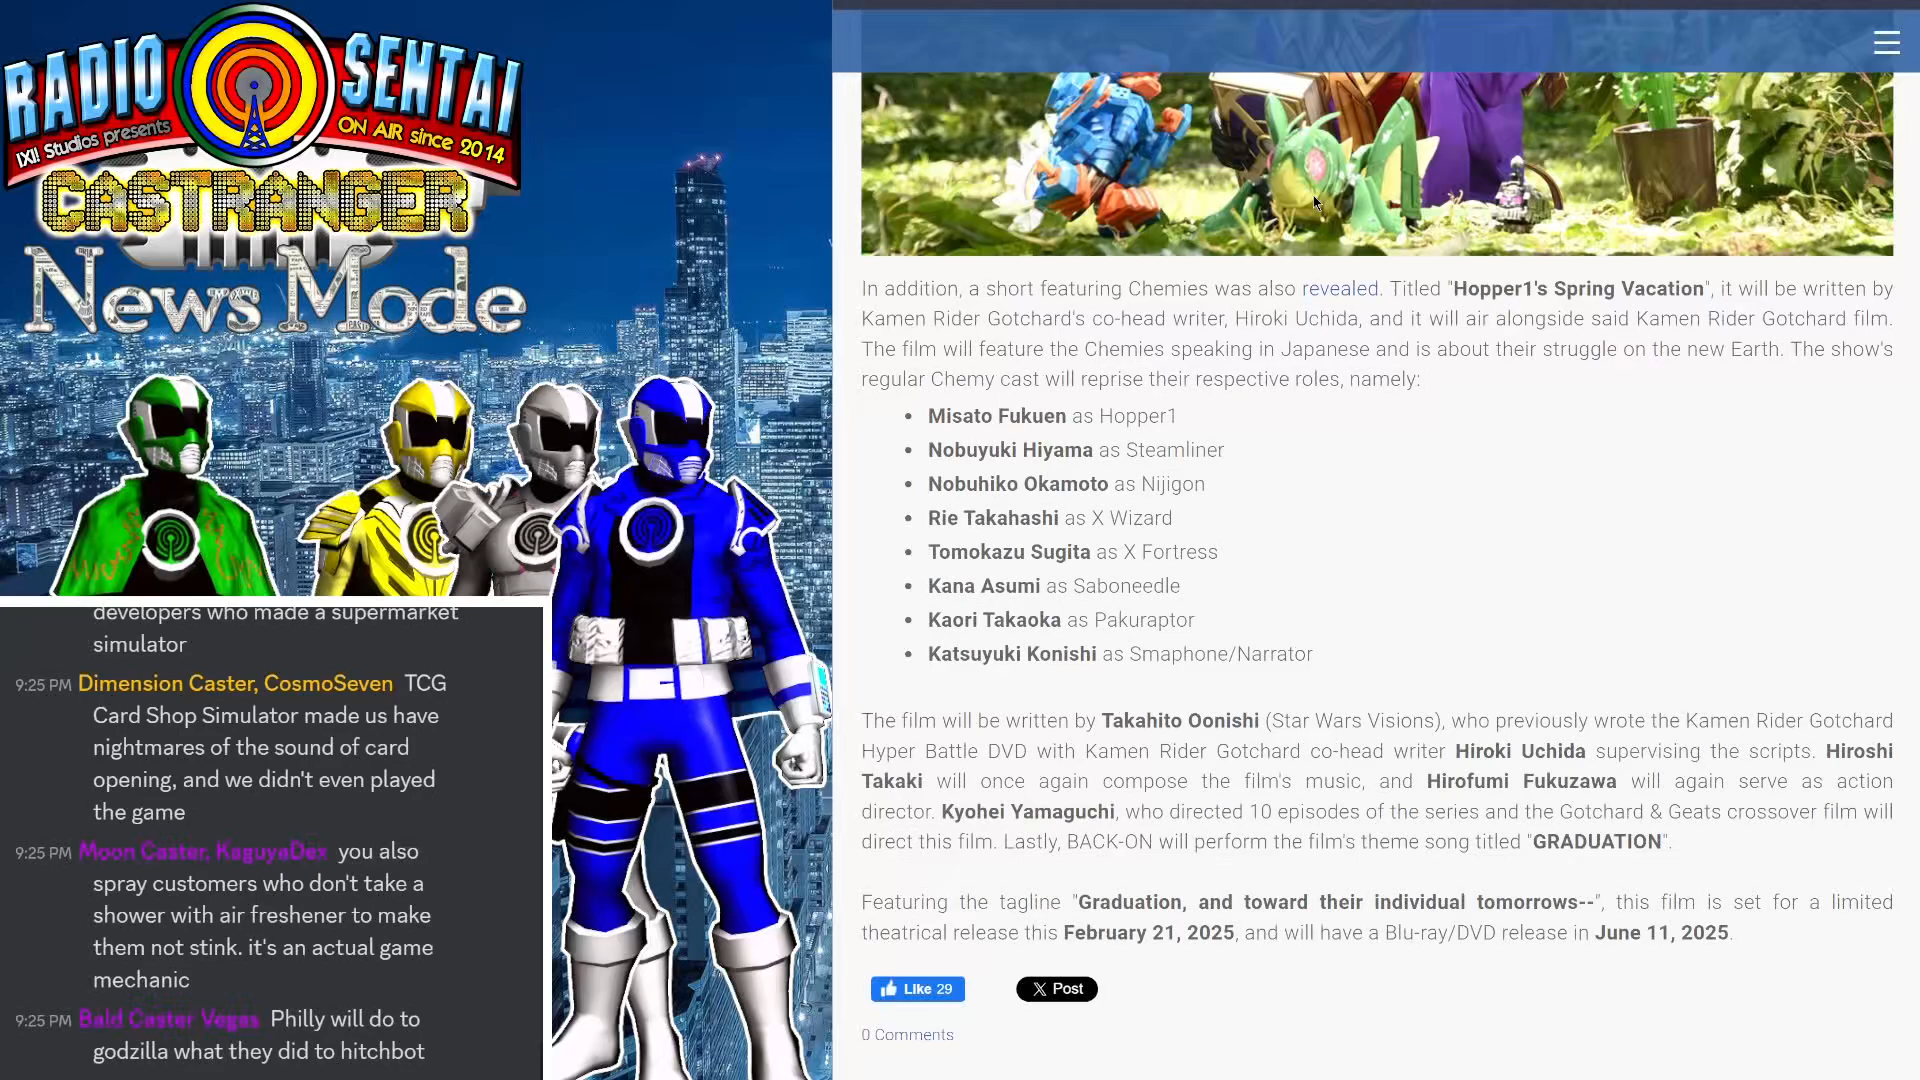 RADIO SENTAI
IXI! Studios presents
ON AIR since 2014
CASTRANGER
News Mode
developers who made a supermarket
simulator
9:25 PM Dimension Caster, CosmoSeven TCG
Card Shop Simulator made us have
nightmares of the sound of card
opening, and we didn't even played
the game
9:25 PM Moon Caster, KaguyaDex you also
spray customers who don't take a
shower with air freshener to make
them not stink. it's an actual game
mechanic
9:25 PM Bald Caster Vegas Philly will do to
godzilla what they did to hitchbot
In addition, a short featuring Chemies was also revealed. Titled "Hopper1's Spring Vacation", it will be written by
Kamen Rider Gotchard's co-head writer, Hiroki Uchida, and it will air alongside said Kamen Rider Gotchard film.
The film will feature the Chemies speaking in Japanese and is about their struggle on the new Earth. The show's
regular Chemy cast will reprise their respective roles, namely:
• Misato Fukuen as Hopper1
• Nobuyuki Hiyama as Steamliner
• Nobuhiko Okamoto as Nijigon
• Rie Takahashi as X Wizard
• Tomokazu Sugita as X Fortress
• Kana Asumi as Saboneedle
• Kaori Takaoka as Pakuraptor
• Katsuyuki Konishi as Smaphone/Narrator
The film will be written by Takahito Oonishi (Star Wars Visions), who previously wrote the Kamen Rider Gotchard
Hyper Battle DVD with Kamen Rider Gotchard co-head writer Hiroki Uchida supervising the scripts. Hiroshi
Takaki will once again compose the film's music, and Hirofumi Fukuzawa will again serve as action
director. Kyohei Yamaguchi, who directed 10 episodes of the series and the Gotchard & Geats crossover film will
direct this film. Lastly, BACK-ON will perform the film's theme song titled "GRADUATION".
Featuring the tagline "Graduation, and toward their individual tomorrows--", this film is set for a limited
theatrical release this February 21, 2025, and will have a Blu-ray/DVD release in June 11, 2025.
Like 29
Post
0 Comments